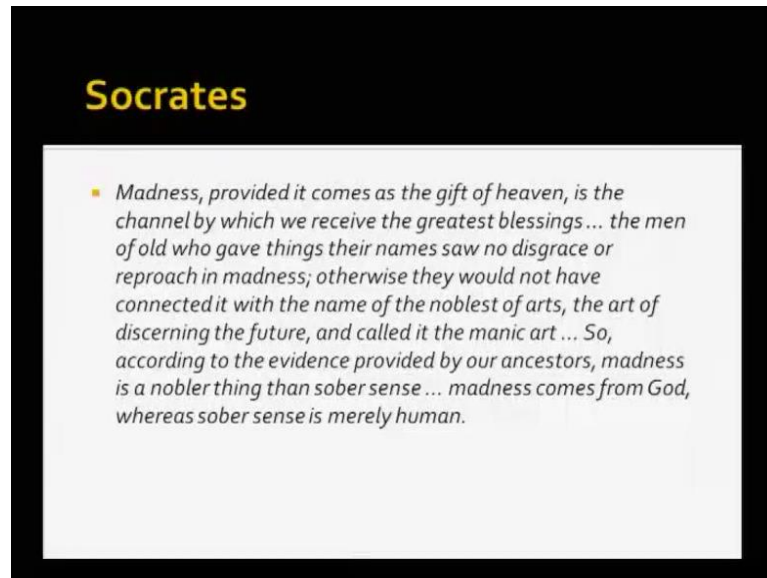 Socrates
Madness, provided it comes as the gift of heaven, is the
channel by which we receive the greatest blessings... the men
of old who gave things their names saw no disgrace or
reproach in madness; otherwise they would not have
connected it with the name of the noblest of arts, the art of
discerning the future, and called it the manic art ... So,
according to the evidence provided by our ancestors, madness
is a nobler thing than sober sense ... madness comes from God,
whereas sober sense is merely human.